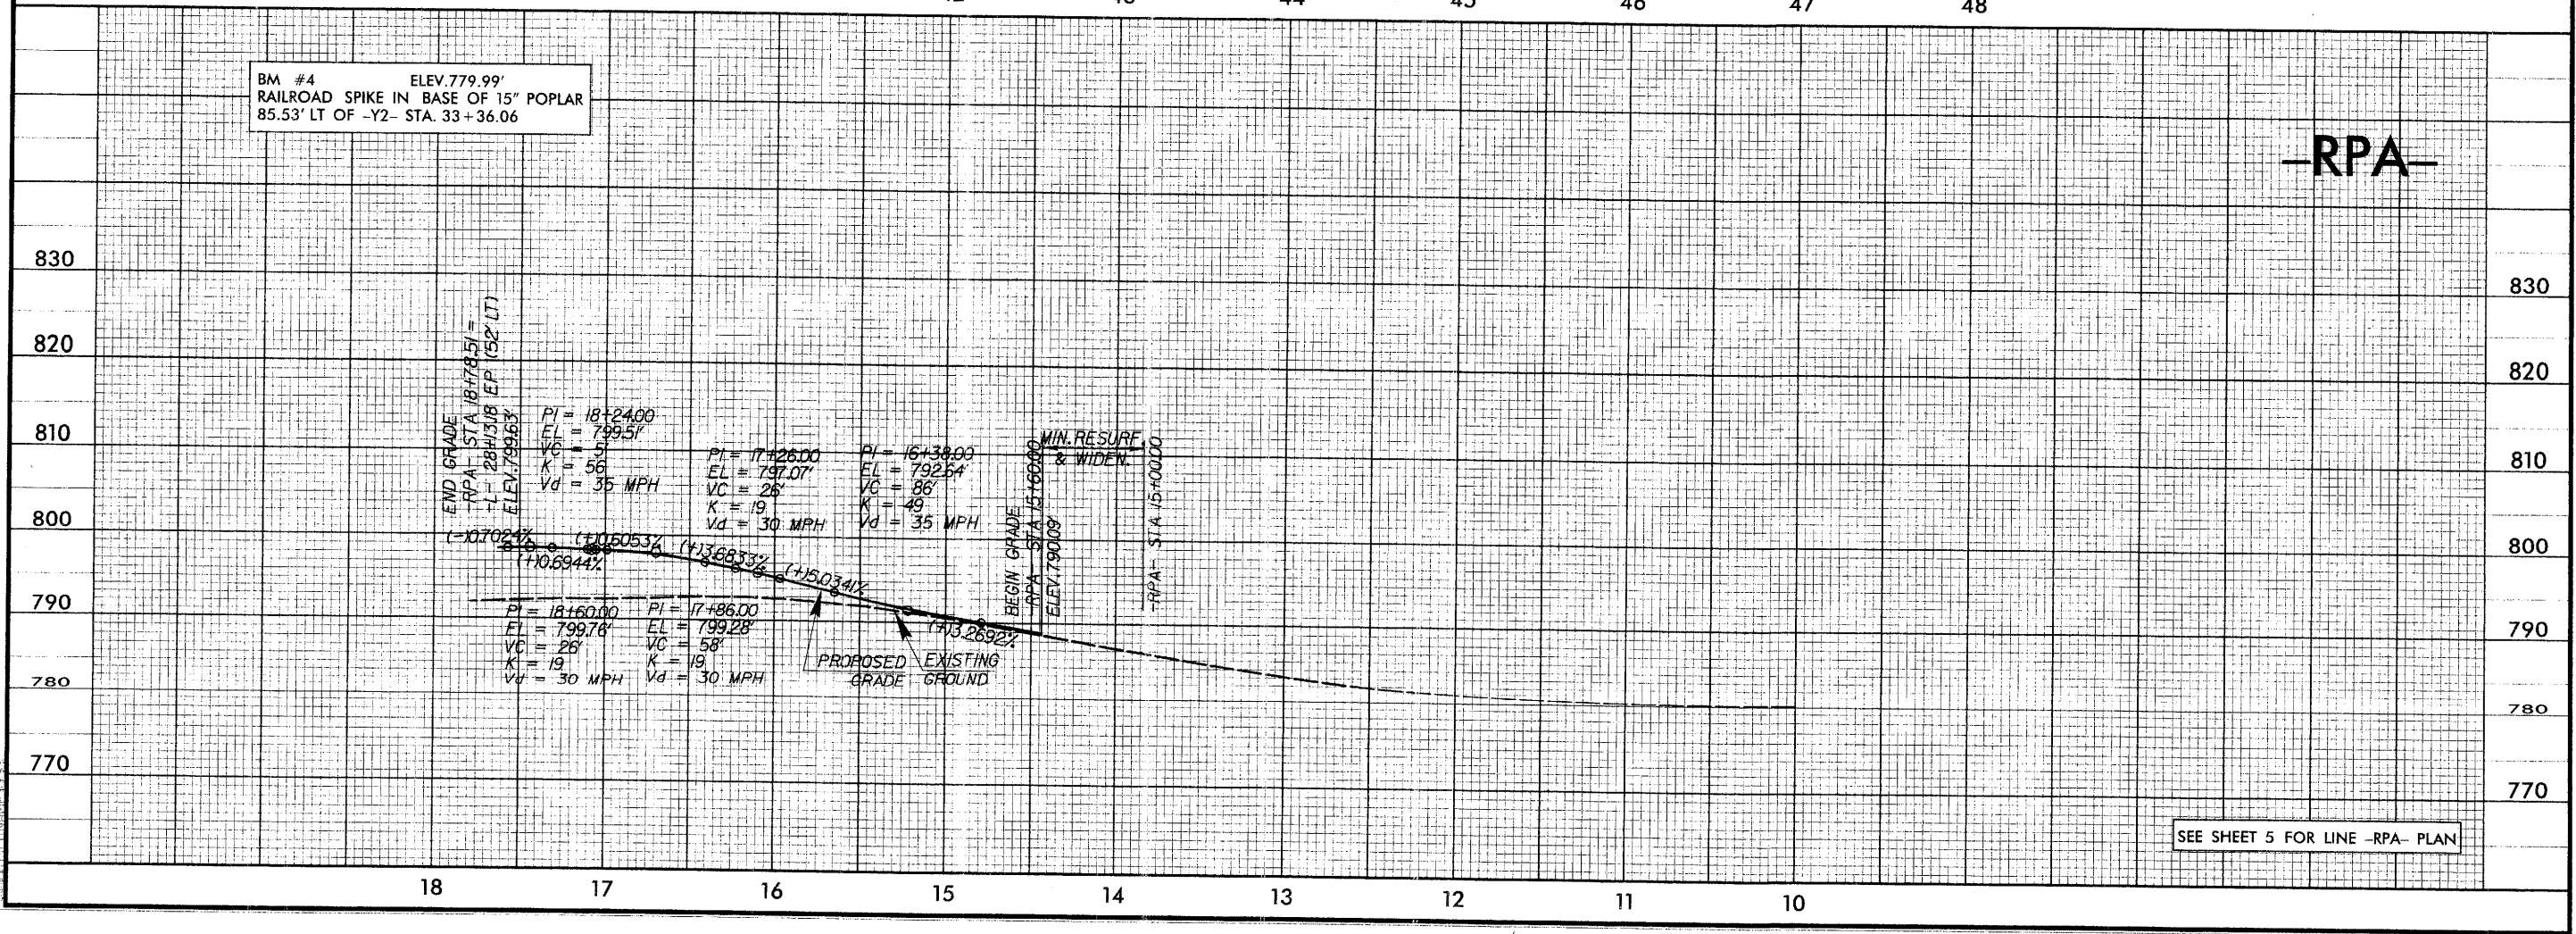 43 44 45 46 47 48
BM #4 ELEV.779.99'
RAILROAD SPIKE IN BASE OF 15" POPLAR
85.53' LT OF -Y2- STA. 33+36.06
-RPA-
830 830
820 820
810 810
800 800
790 790
780 780
770 770
END GRADE
-RPA- STA 18+78.51 =
-L- 28+13.18 EP (52' LT)
ELEV.799.63'
PI = 18+24.00
EL = 799.51'
VC = 5'
K = 56
Vd = 35 MPH
PI = 17+26.00
EL = 797.07'
VC = 26'
K = 19
Vd = 30 MPH
PI = 16+38.00
EL = 792.64'
VC = 86'
K = 49
Vd = 35 MPH
BEGIN GRADE
-RPA- STA 15+60.00
ELEV.790.09'
MIN. RESURF.
& WIDEN.
-RPA- STA 15+00.00
(-)0.7024%
(+)0.6944%
(+)0.6053%
(+)3.6833%
(+)5.0341%
(+)3.2692%
PI = 18+60.00
EL = 799.76'
VC = 26'
K = 19
Vd = 30 MPH
PI = 17+86.00
EL = 799.28'
VC = 58'
K = 19
Vd = 30 MPH
PROPOSED
GRADE
EXISTING
GROUND
SEE SHEET 5 FOR LINE -RPA- PLAN
18 17 16 15 14 13 12 11 10